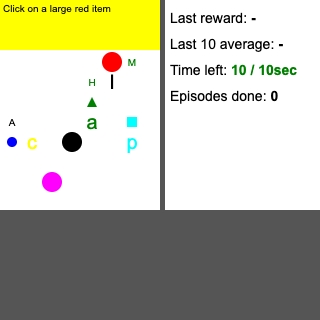 Click on a large red item
M
H
a
A
c
p
Last reward: -
Last 10 average: -
Time left: 10 / 10sec
Episodes done: 0